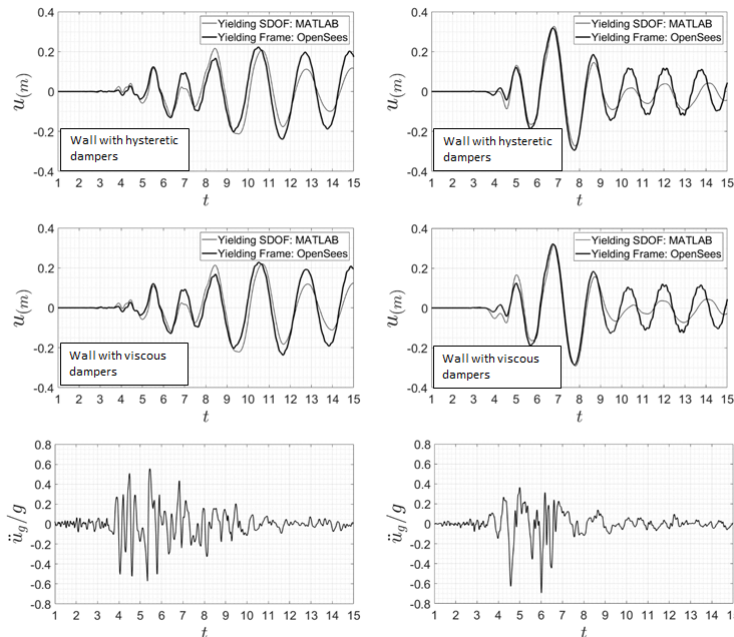 Yielding SDOF: MATLAB
Yielding Frame: OpenSees
0.4
0.2
0
-0.2
-0.4
u(m)
Wall with hysteretic
dampers
1 2 3 4 5 6 7 8 9 10 11 12 13 14 15
t
Yielding SDOF: MATLAB
Yielding Frame: OpenSees
0.4
0.2
0
-0.2
-0.4
u(m)
Wall with hysteretic
dampers
1 2 3 4 5 6 7 8 9 10 11 12 13 14 15
t
Yielding SDOF: MATLAB
Yielding Frame: OpenSees
0.4
0.2
0
-0.2
-0.4
u(m)
Wall with viscous
dampers
1 2 3 4 5 6 7 8 9 10 11 12 13 14 15
t
Yielding SDOF: MATLAB
Yielding Frame: OpenSees
0.4
0.2
0
-0.2
-0.4
u(m)
Wall with viscous
dampers
1 2 3 4 5 6 7 8 9 10 11 12 13 14 15
t
0.8
0.6
0.4
0.2
0
-0.2
-0.4
-0.6
-0.8
üg/g
1 2 3 4 5 6 7 8 9 10 11 12 13 14 15
t
0.8
0.6
0.4
0.2
0
-0.2
-0.4
-0.6
-0.8
üg/g
1 2 3 4 5 6 7 8 9 10 11 12 13 14 15
t